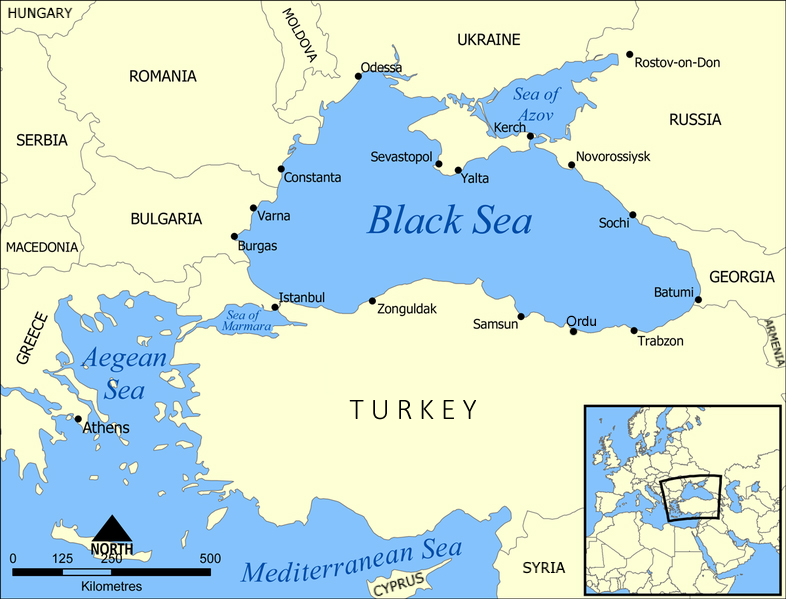 HUNGARY
MOLDOVA
UKRAINE
Odessa
Rostov-on-Don
ROMANIA
Sea of
Azov
RUSSIA
Kerch
SERBIA
Sevastopol
Novorossiysk
Yalta
Constanta
Varna
Black Sea
BULGARIA
Sochi
Burgas
MACEDONIA
GEORGIA
Batumi
Istanbul
Zonguldak
Sea of
Marmara
Samsun
Ordu
Trabzon
ARMENIA
GREECE
Aegean
Sea
TURKEY
Athens
NORTH
0 125 250 500
Kilometres
Mediterranean Sea
CYPRUS
SYRIA